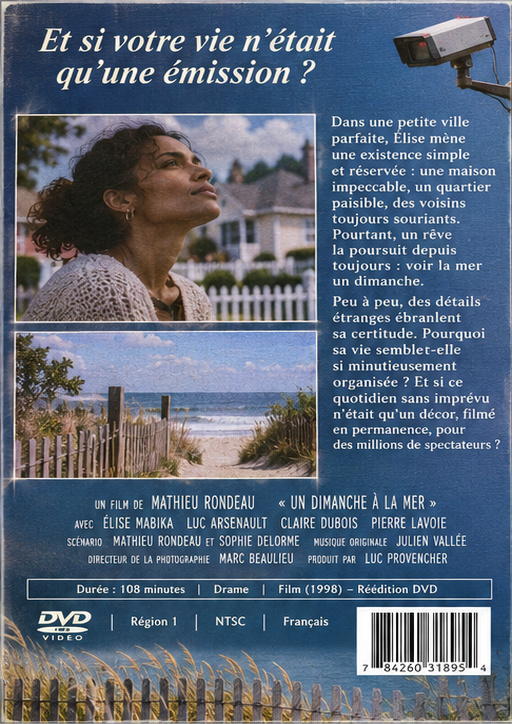 Et si votre vie n'était
qu'une émission ?
Dans une petite ville
parfaite, Élise mène
une existence simple
et réservée : une maison
impeccable, un quartier
paisible, des voisins
toujours souriants.
Pourtant, un rêve
la poursuit depuis
toujours : voir la mer
un dimanche.
Peu à peu, des détails
étranges ébranlent
sa certitude. Pourquoi
sa vie semblet-elle
si minutieusement
organisée ? Et si ce
quotidien sans imprévu
n'était qu'un décor, filmé
en permanence, pour
des millions de spectateurs ?
UN FILM DE MATHIEU RONDEAU « UN DIMANCHE À LA MER »
AVEC ÉLISE MABIKA LUC ARSENAULT CLAIRE DUBOIS PIERRE LAVOIE
SCÉNARIO MATHIEU RONDEAU ET SOPHIE DELORME MUSIQUE ORIGINALE JULIEN VALLÉE
DIRECTEUR DE LA PHOTOGRAPHIE MARC BEAULIEU PRODUIT PAR LUC PROVENCHER
Durée : 108 minutes | Drame | Film (1998) – Réédition DVD
DVD
VIDÉO
| Région 1 | NTSC | Français
7 84260 31895 4